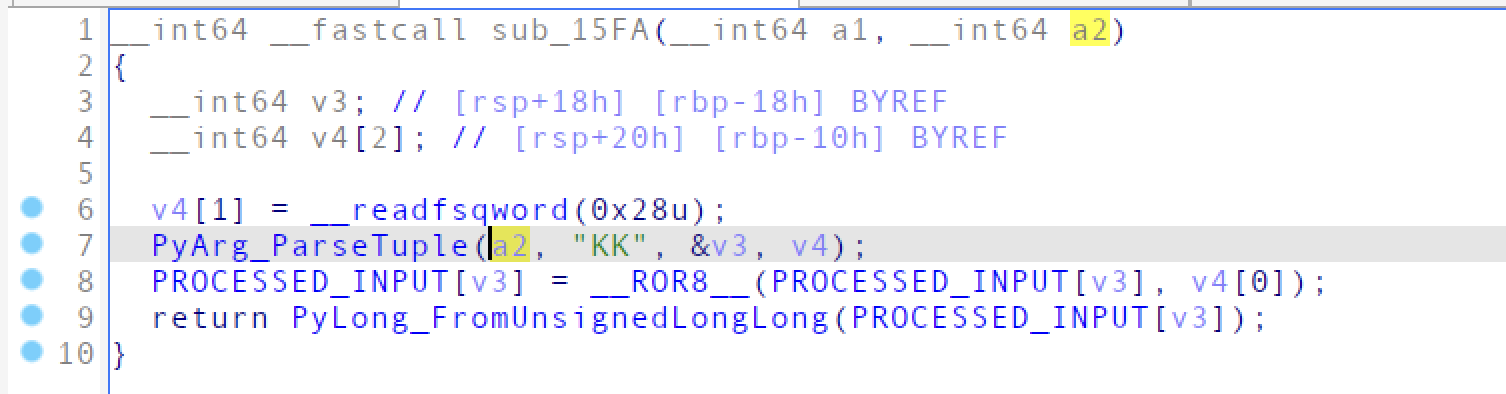 1 __int64 __fastcall sub_15FA(__int64 a1, __int64 a2)
2 {
3   __int64 v3; // [rsp+18h] [rbp-18h] BYREF
4   __int64 v4[2]; // [rsp+20h] [rbp-10h] BYREF
5
6   v4[1] = __readfsqword(0x28u);
7   PyArg_ParseTuple(a2, "KK", &v3, v4);
8   PROCESSED_INPUT[v3] = __ROR8__(PROCESSED_INPUT[v3], v4[0]);
9   return PyLong_FromUnsignedLongLong(PROCESSED_INPUT[v3]);
10 }